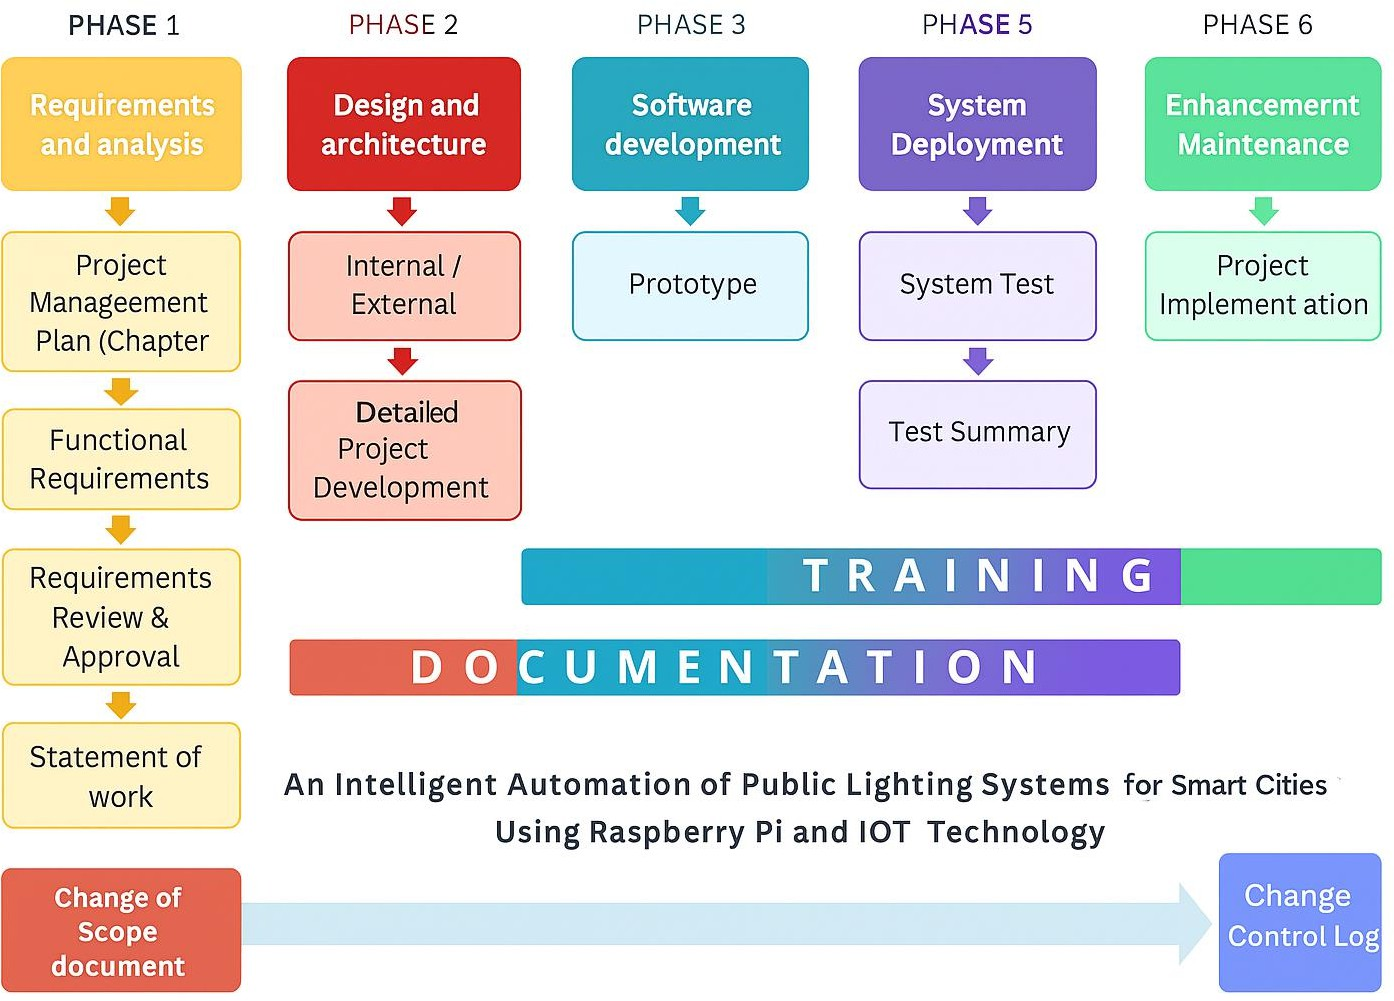 PHASE 1
PHASE 2
PHASE 3
PHASE 5
PHASE 6
Requirements
and analysis
Design and
architecture
Software
development
System
Deployment
Enhancemernt
Maintenance
Project
Manageement
Plan (Chapter
Internal /
External
Prototype
System Test
Project
Implement ation
Functional
Requirements
Detailed
Project
Development
Test Summary
Requirements
Review &
Approval
TRAINING
DOCUMENTATION
Statement of
work
An Intelligent Automation of Public Lighting Systems for Smart Cities
Using Raspberry Pi and IOT Technology
Change of
Scope
document
Change
Control Log